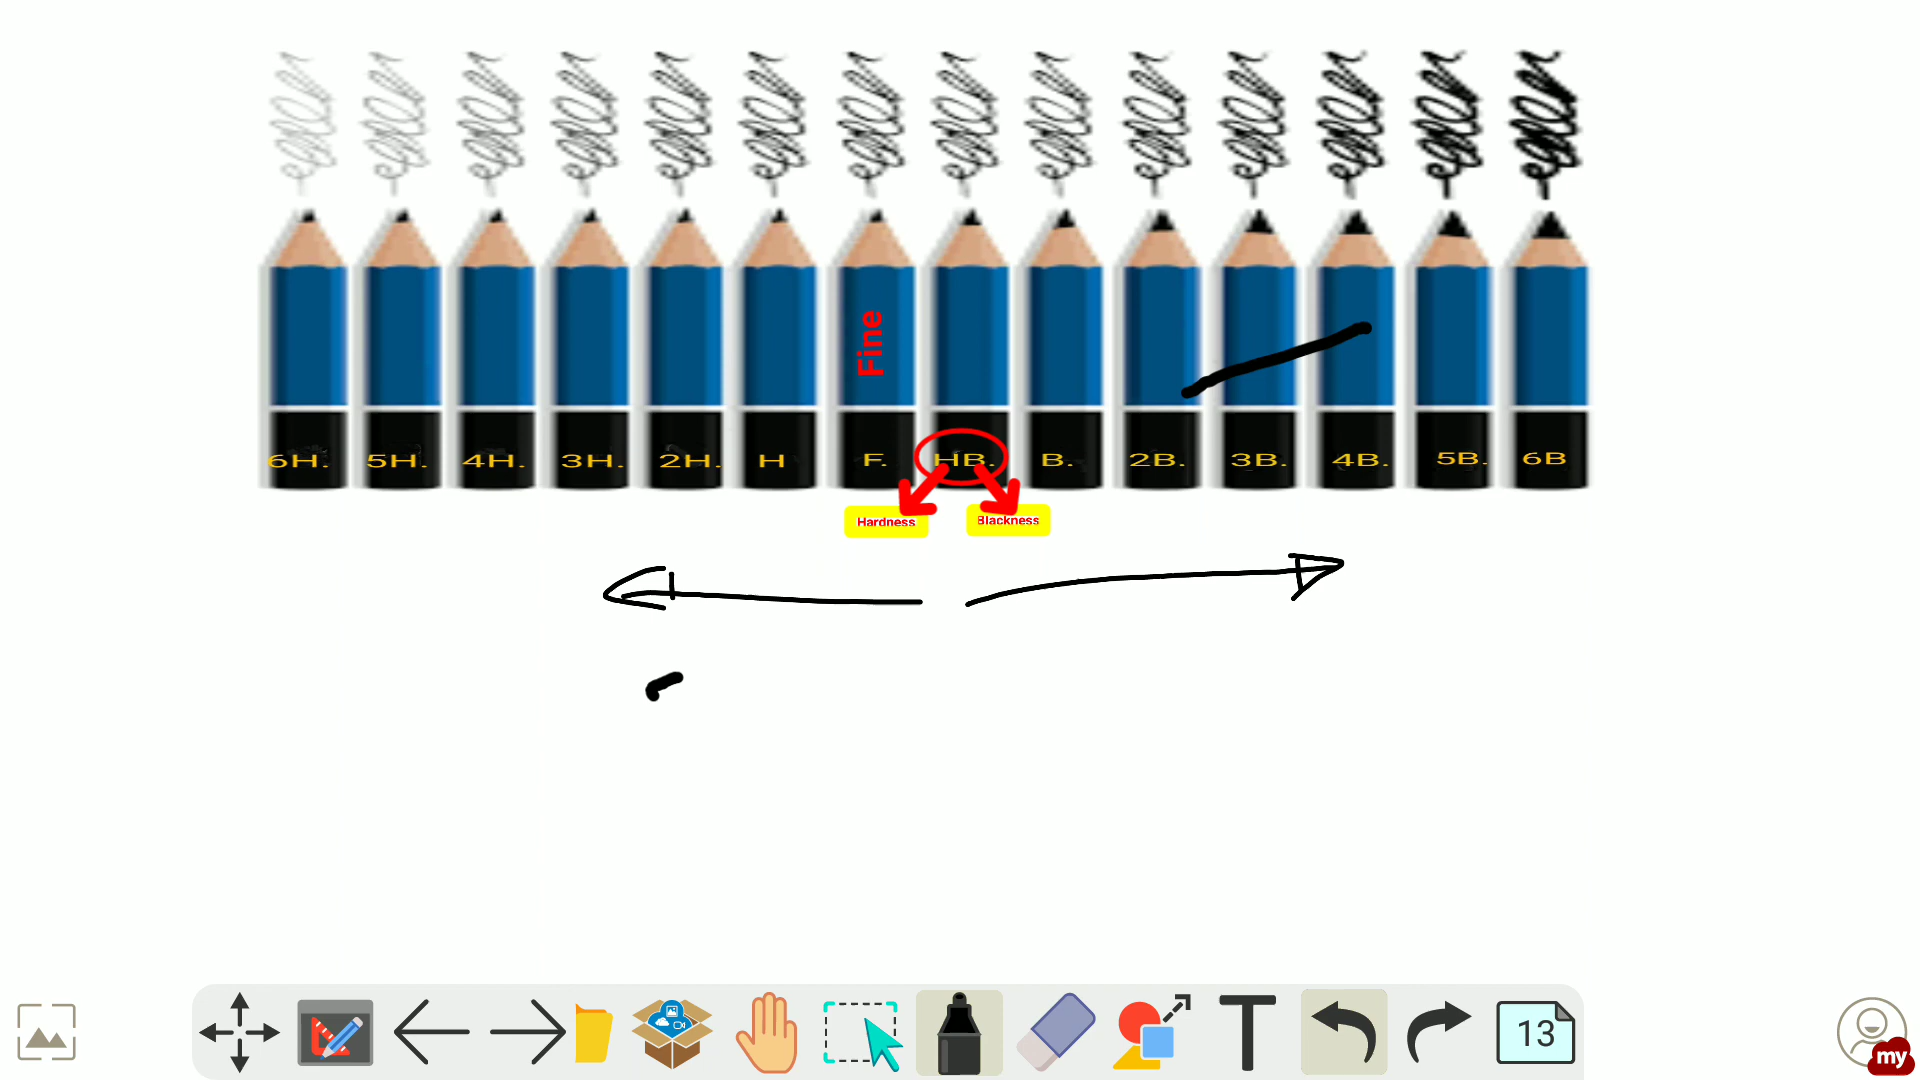 Fine
6H. 5H. 4H. 3H. 2H. H F. HB. B. 2B. 3B. 4B. 5B. 6B
Hardness Blackness
13
my